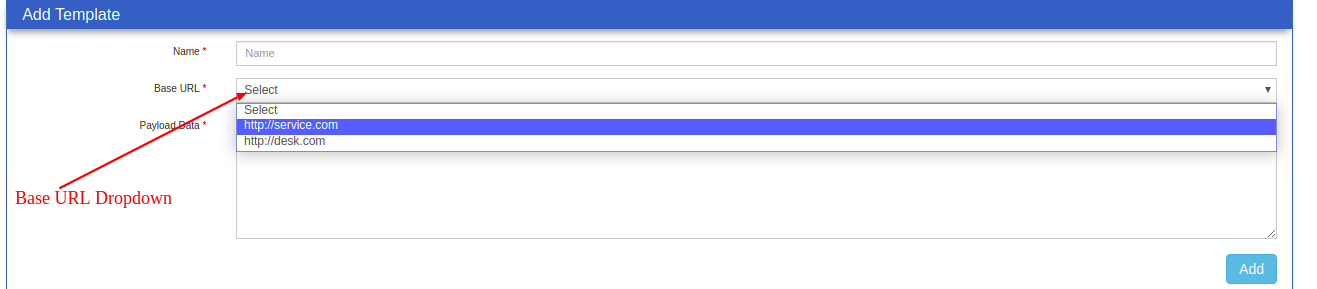 Add Template
Name *
Name
Base URL *
Select
Select
Payload Data *
http://service.com
http://desk.com
Base URL Dropdown
Add